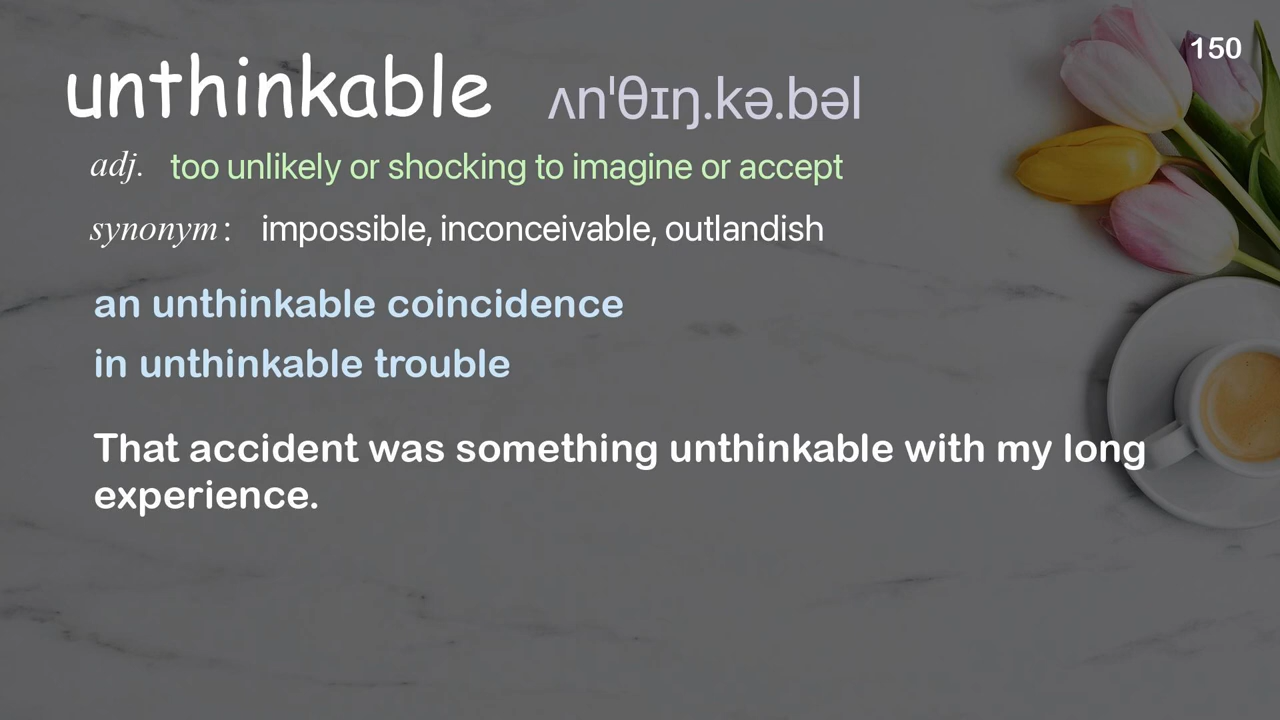 150
unthinkable ʌnˈθɪŋ.kə.bəl
adj. too unlikely or shocking to imagine or accept
synonym: impossible, inconceivable, outlandish
an unthinkable coincidence
in unthinkable trouble
That accident was something unthinkable with my long
experience.